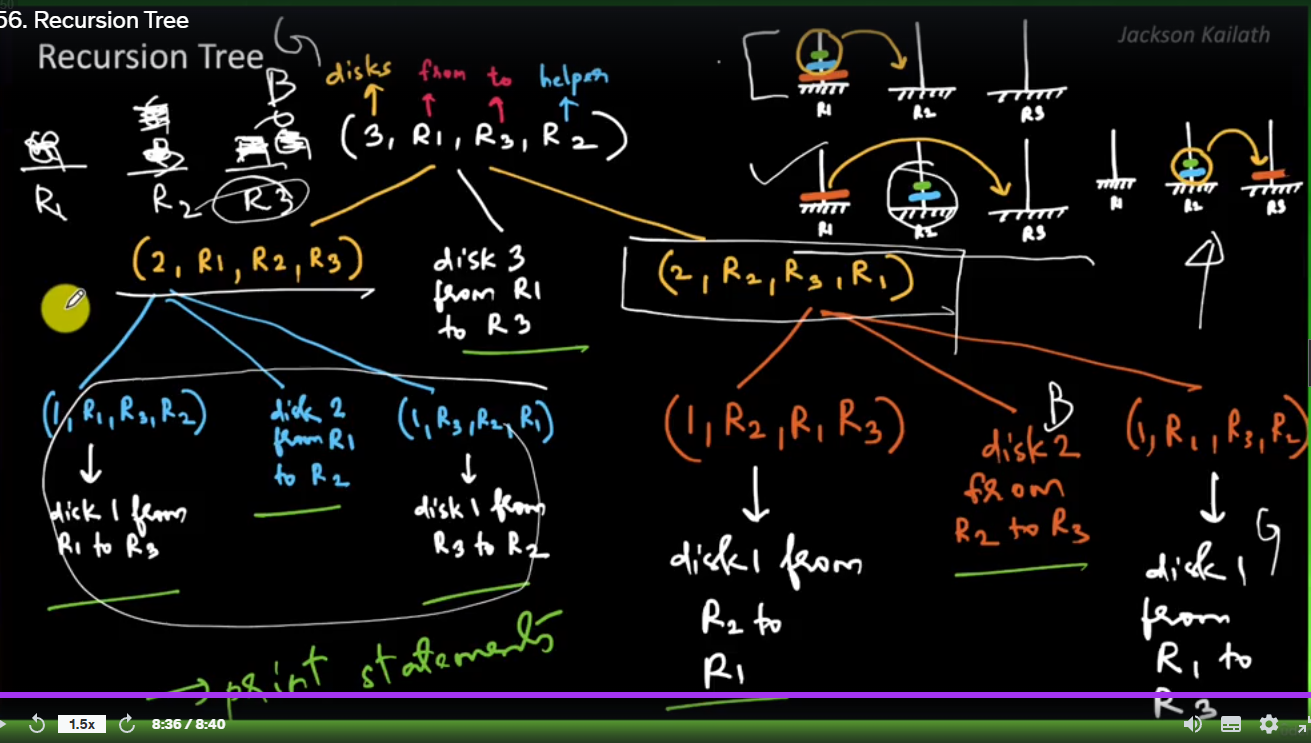 56. Recursion Tree
Recursion Tree
Jackson Kailath
G
B
disks from to helper
(3, R1, R3, R2)
R1 R2 R3
R1 R2 R3
R1 R2 R3
R1 R2 R3
(2, R1, R2, R3)
disk 3
from R1
to R3
(2, R2, R3, R1)
(1, R1, R3, R2)
disk 2
from R1
to R2
(1, R3, R2, R1)
disk 1 from
R1 to R3
disk 1 from
R3 to R2
(1, R2, R1 R3)
B
disk 2
from
R2 to R3
(1, R1, R3, R2)
disk 1 from
R2 to
R1
G
disk 1
from
R1 to
R3
→ print statements
1.5x 8:36 / 8:40